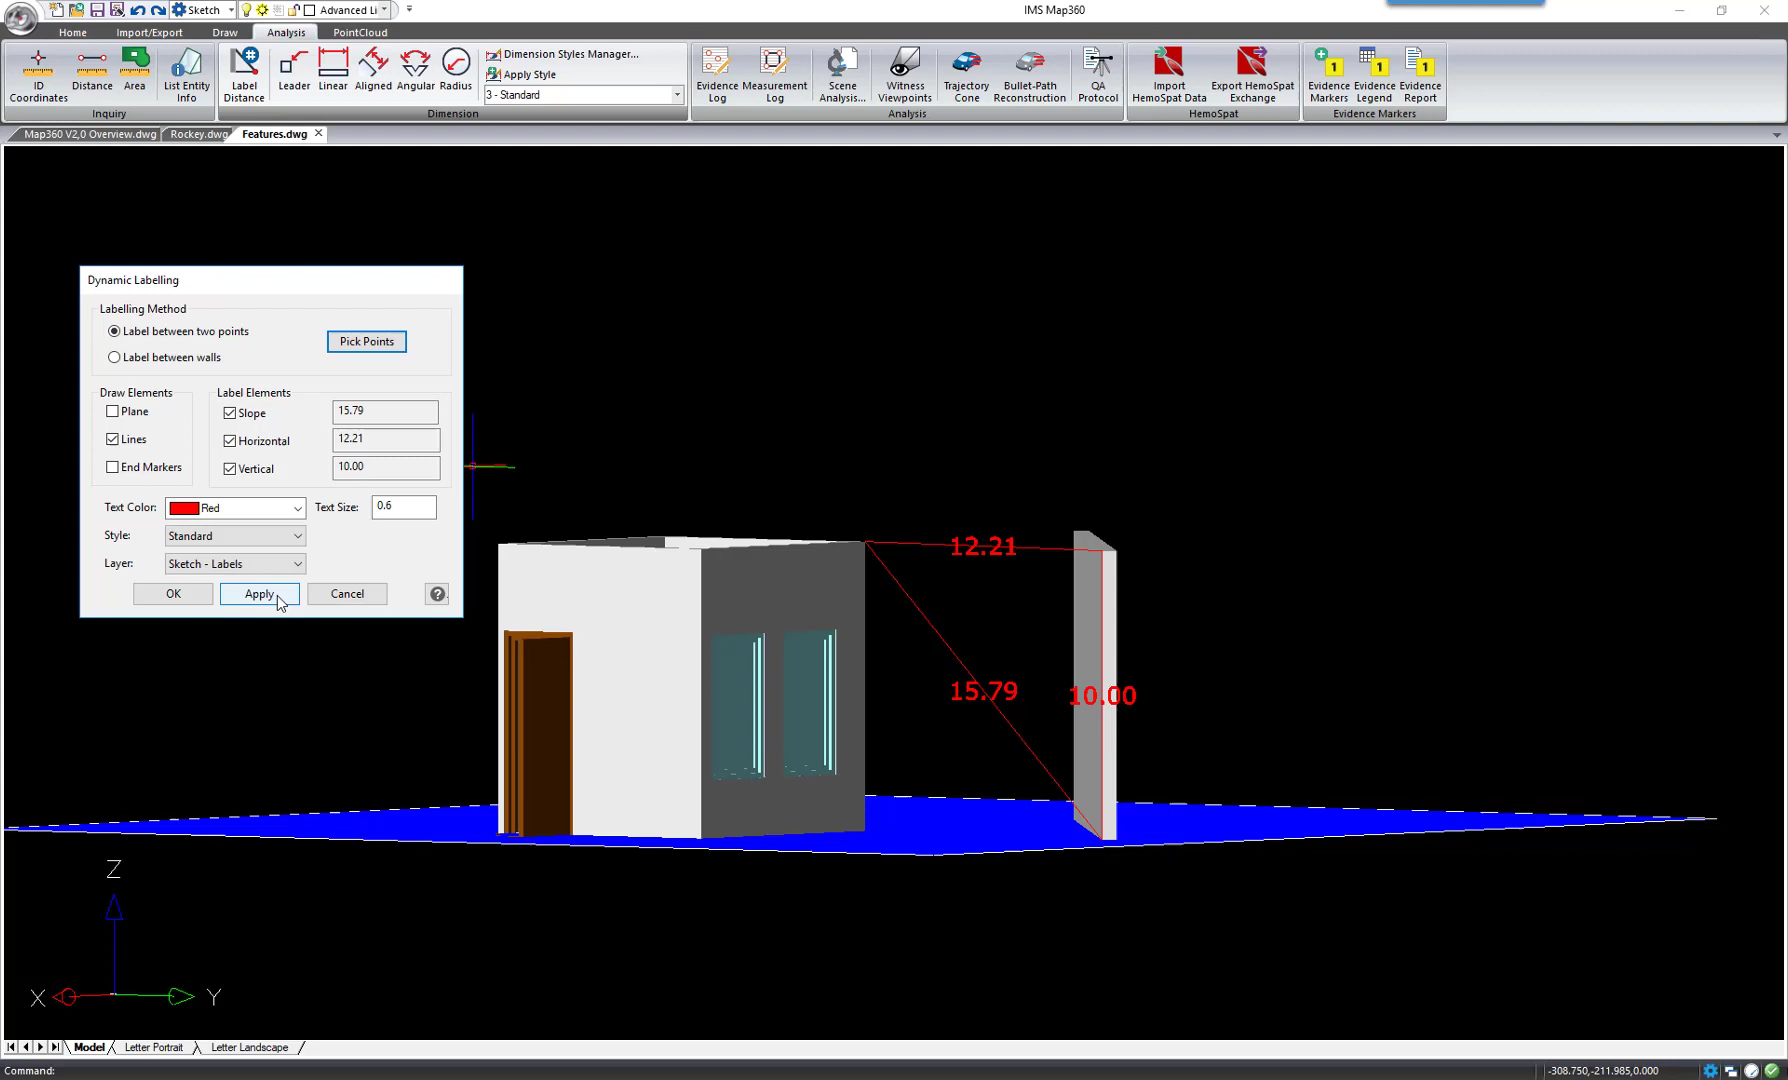 Sketch
Advanced Li
IMS Map360
Home
Import/Export
Draw
Analysis
PointCloud
ID Coordinates
Distance
Area
List Entity Info
Label Distance
Leader
Linear
Aligned
Angular
Radius
Dimension Styles Manager...
Apply Style
3 - Standard
Evidence Log
Measurement Log
Scene Analysis...
Witness Viewpoints
Trajectory Cone
Bullet-Path Reconstruction
QA Protocol
Import HemoSpat Data
Export HemoSpat Exchange
1
Evidence Markers
1
Evidence Legend
1
Evidence Report
Inquiry
Dimension
Analysis
HemoSpat
Evidence Markers
Map360 V2,0 Overview.dwg
Rockey.dwg
Features.dwg
Dynamic Labelling
Labelling Method
Label between two points
Pick Points
Label between walls
Draw Elements
Label Elements
Plane
Slope
15.79
Lines
Horizontal
12.21
End Markers
Vertical
10.00
Text Color:
Red
Text Size:
0.6
Style:
Standard
Layer:
Sketch - Labels
OK
Apply
Cancel
?
12.21
15.79
10.00
Z
X
Y
Model
Letter Portrait
Letter Landscape
Command:
-308.750,-211.985,0.000